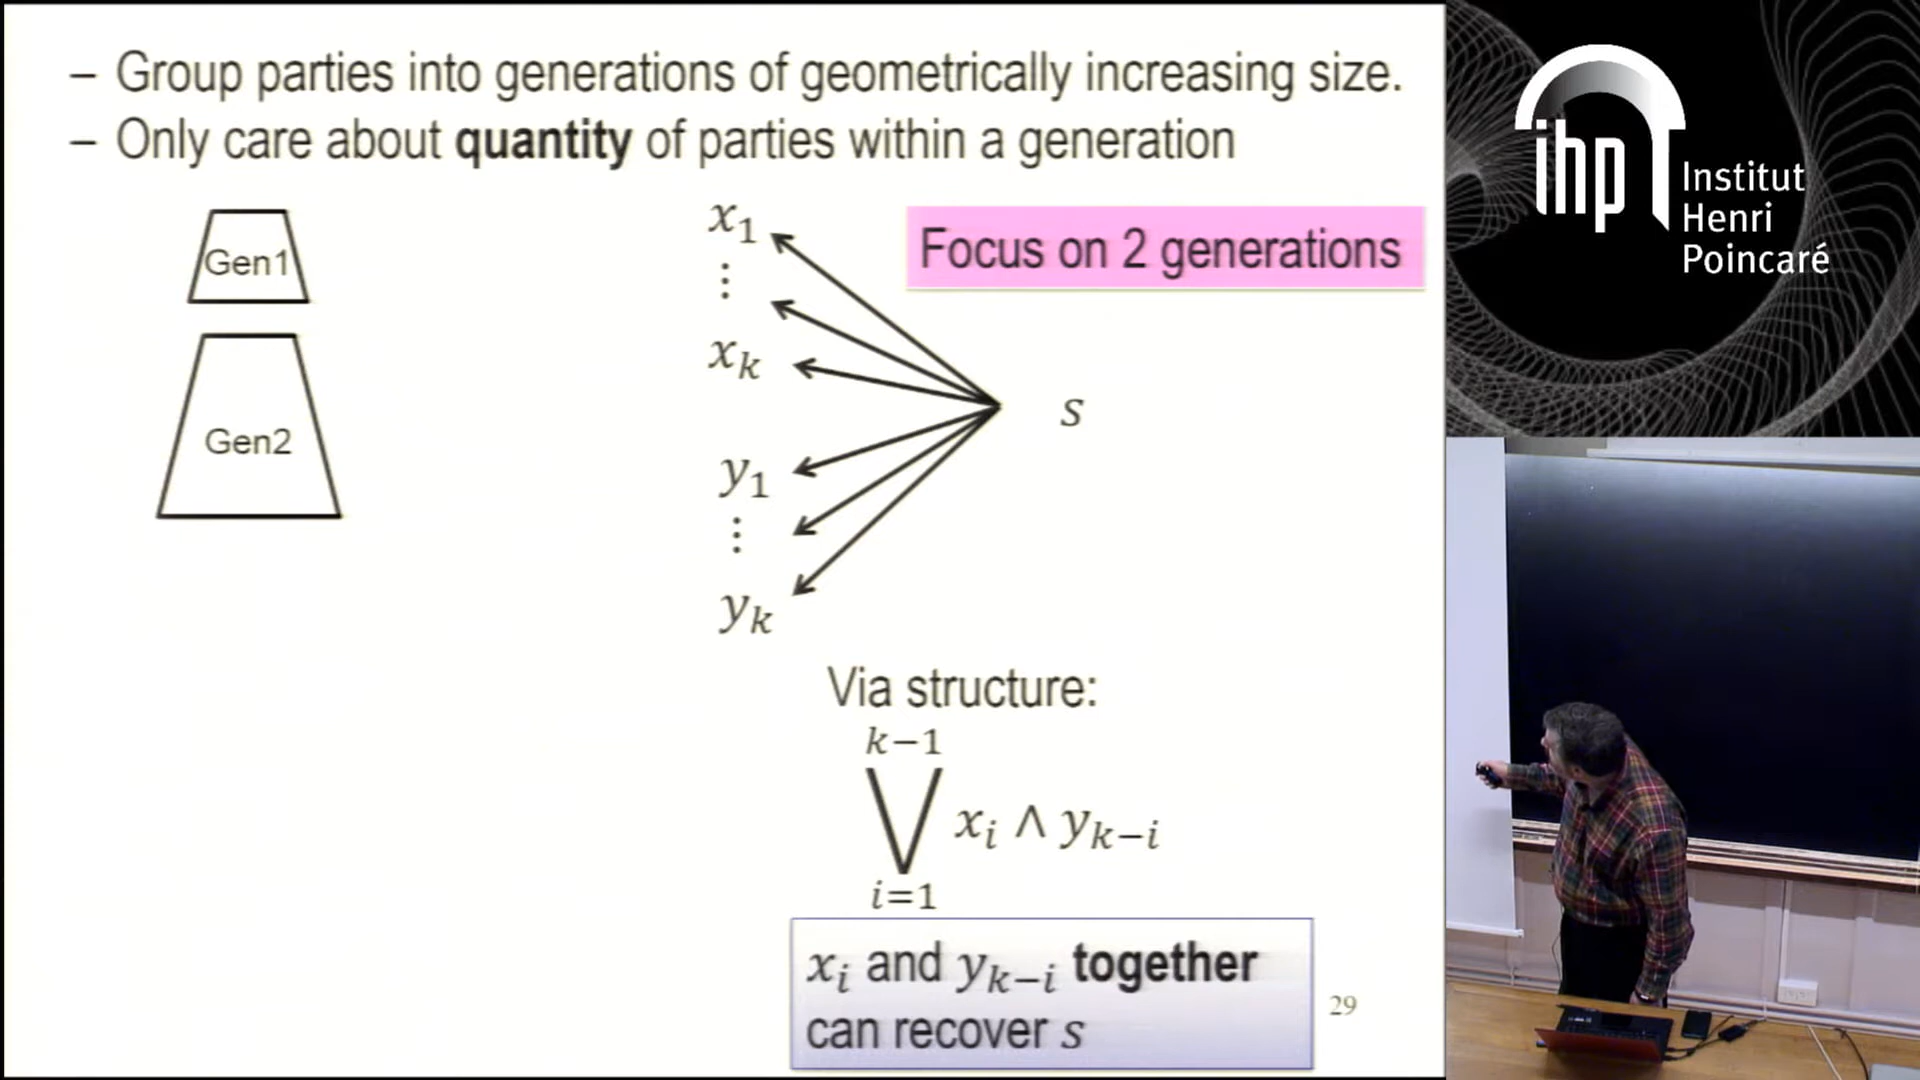 – Group parties into generations of geometrically increasing size.
– Only care about quantity of parties within a generation
Gen1
Gen2
x₁
⋮
xₖ
y₁
⋮
yₖ
s
Focus on 2 generations
Via structure:
k−1
⋁ xᵢ ∧ yₖ₋ᵢ
i=1
xᵢ and yₖ₋ᵢ together
can recover s
29
ihp
Institut
Henri
Poincaré